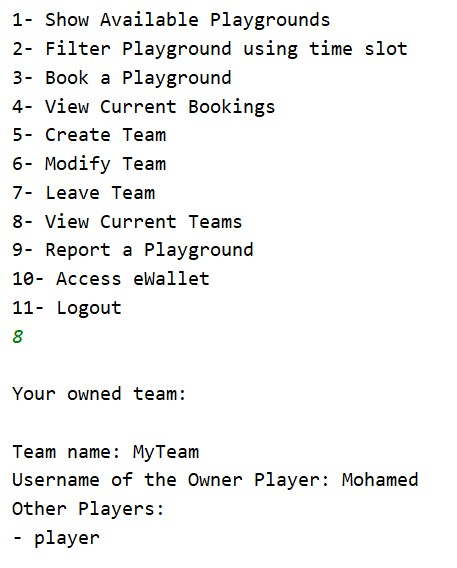 1- Show Available Playgrounds
2- Filter Playground using time slot
3- Book a Playground
4- View Current Bookings
5- Create Team
6- Modify Team
7- Leave Team
8- View Current Teams
9- Report a Playground
10- Access eWallet
11- Logout
8
Your owned team:
Team name: MyTeam
Username of the Owner Player: Mohamed
Other Players:
- player